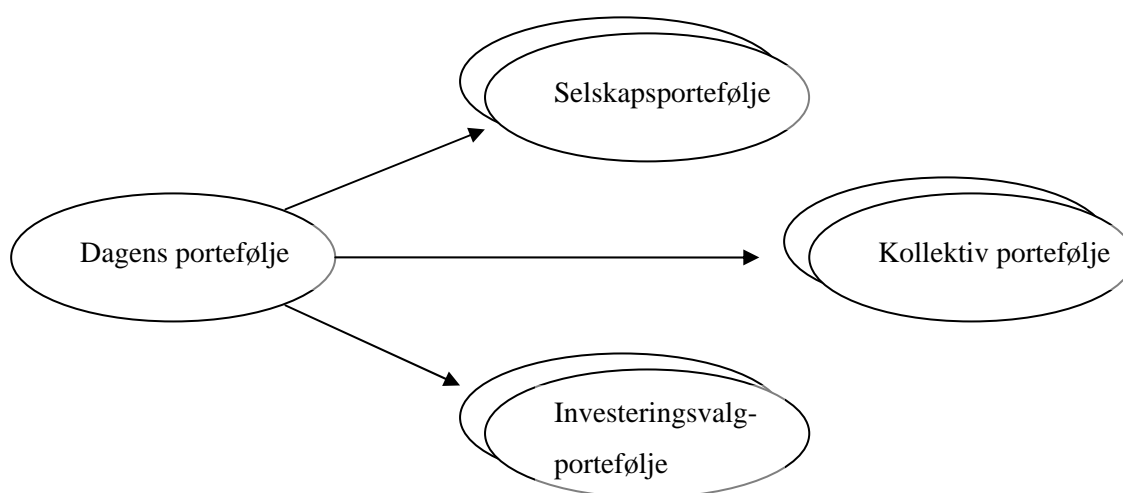 Selskapsportefølje
Dagens portefølje
Kollektiv portefølje
Investeringsvalg-
portefølje